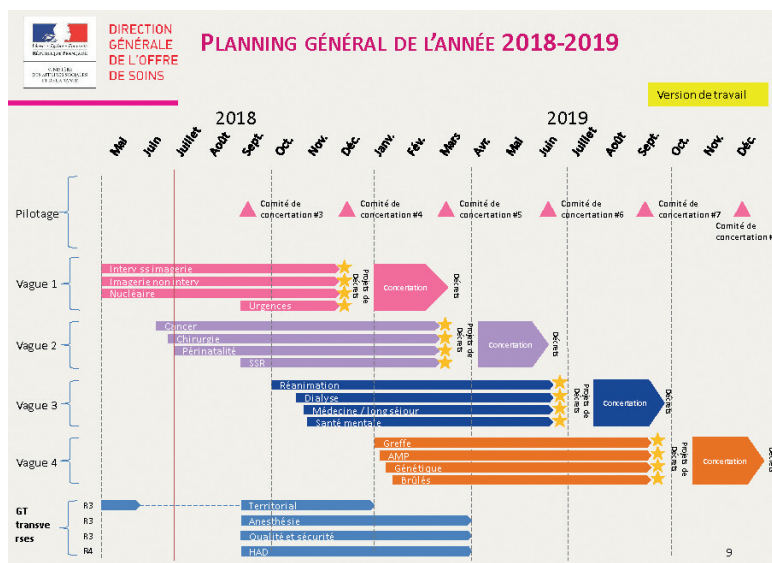 DIRECTION
GÉNÉRALE
DE L'OFFRE
DE SOINS
PLANNING GÉNÉRAL DE L'ANNÉE 2018-2019
Version de travail
2018
2019
Mai
Juin
Juillet
Août
Sept.
Oct.
Nov.
Déc.
Janv.
Fév.
Mars
Avr.
Mai
Juin
Juillet
Août
Sept.
Oct.
Nov.
Déc.
Pilotage
Comité de
concertation #3
Comité de
concertation #4
Comité de
concertation #5
Comité de
concertation #6
Comité de
concertation #7
Comité de
concertation #
Vague 1
Interv ss imagerie
Imagerie non interv
Nucléaire
Urgences
Projets de
Décrets
Concertation
Décrets
Vague 2
Cancer
Chirurgie
Périnatalité
SSR
Projets de
Décrets
Concertation
Décrets
Vague 3
Réanimation
Dialyse
Médecine / long séjour
Santé mentale
Projets de
Décrets
Concertation
Décrets
Vague 4
Greffe
AMP
Génétique
Brûlés
Projets de
Décrets
Concertation
Décrets
GT
transve
rses
R3
Territorial
R3
Anesthésie
R3
Qualité et sécurité
R4
HAD
9